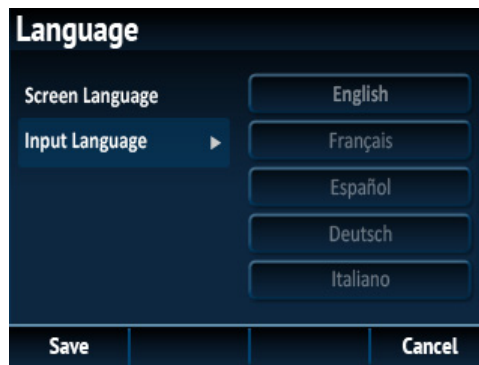 Language
Screen Language
Input Language
English
Français
Español
Deutsch
Italiano
Save
Cancel